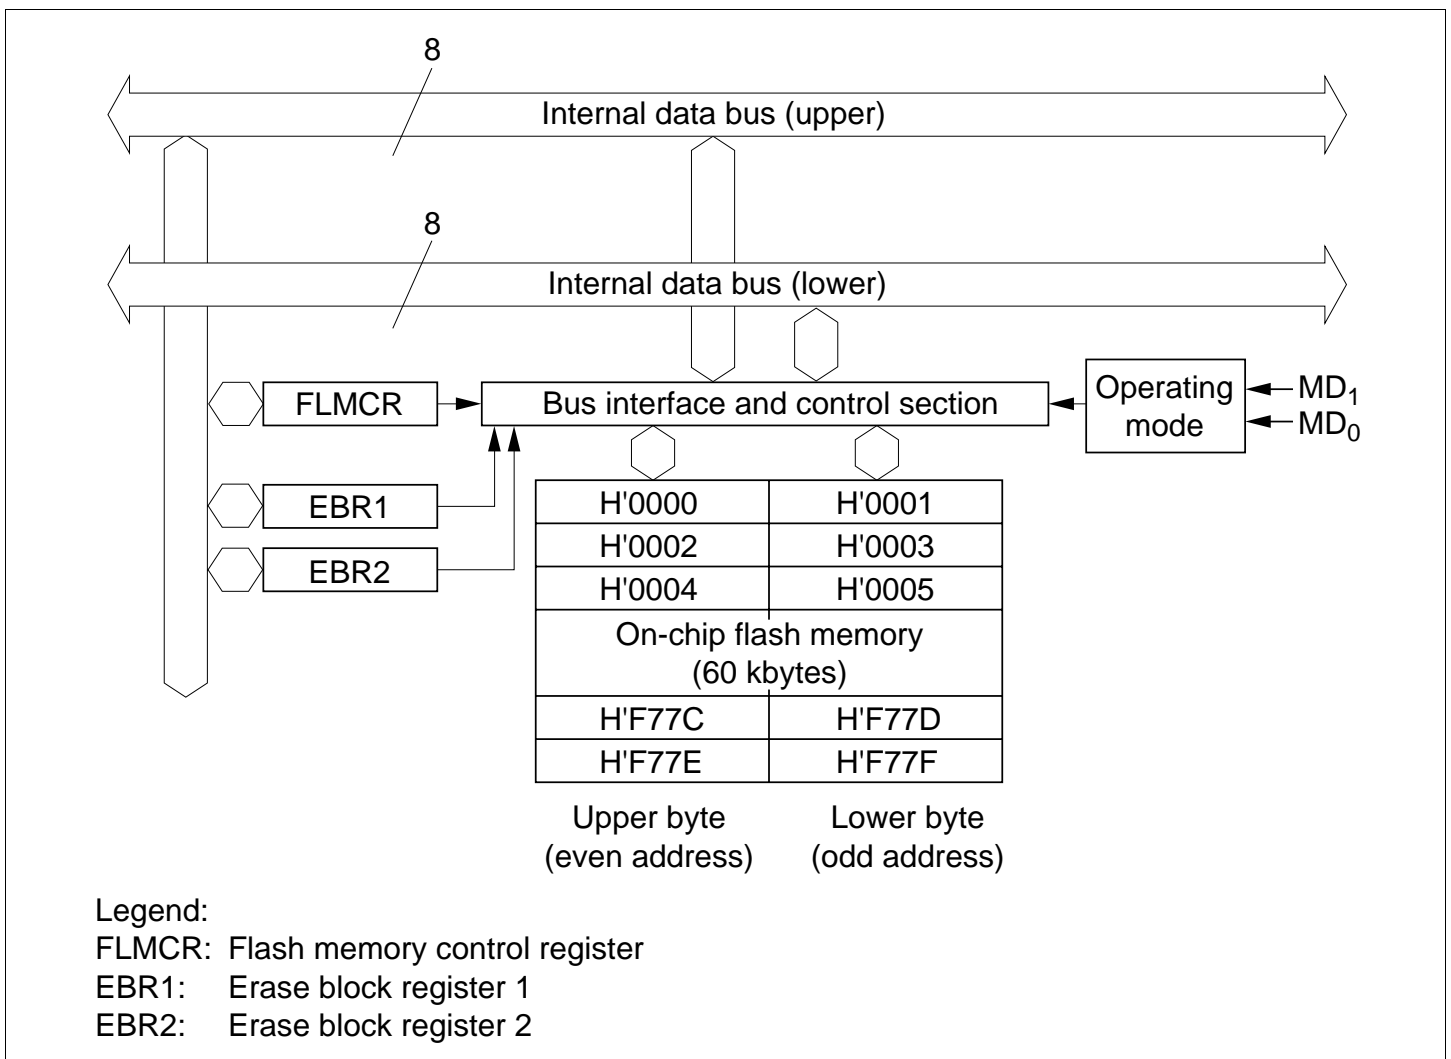 8
Internal data bus (upper)
8
Internal data bus (lower)
FLMCR
Bus interface and control section
Operating
mode
MD1
MD0
EBR1
EBR2
H'0000 H'0001
H'0002 H'0003
H'0004 H'0005
On-chip flash memory
(60 kbytes)
H'F77C H'F77D
H'F77E H'F77F
Upper byte
(even address)
Lower byte
(odd address)
Legend:
FLMCR: Flash memory control register
EBR1: Erase block register 1
EBR2: Erase block register 2